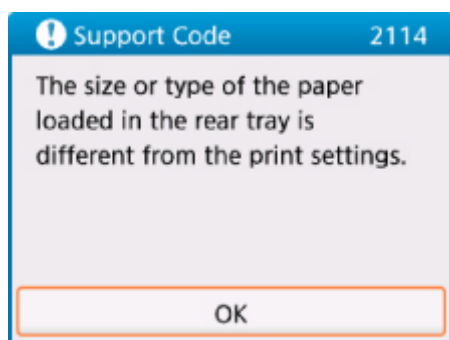 Support Code 2114
The size or type of the paper
loaded in the rear tray is
different from the print settings.
OK